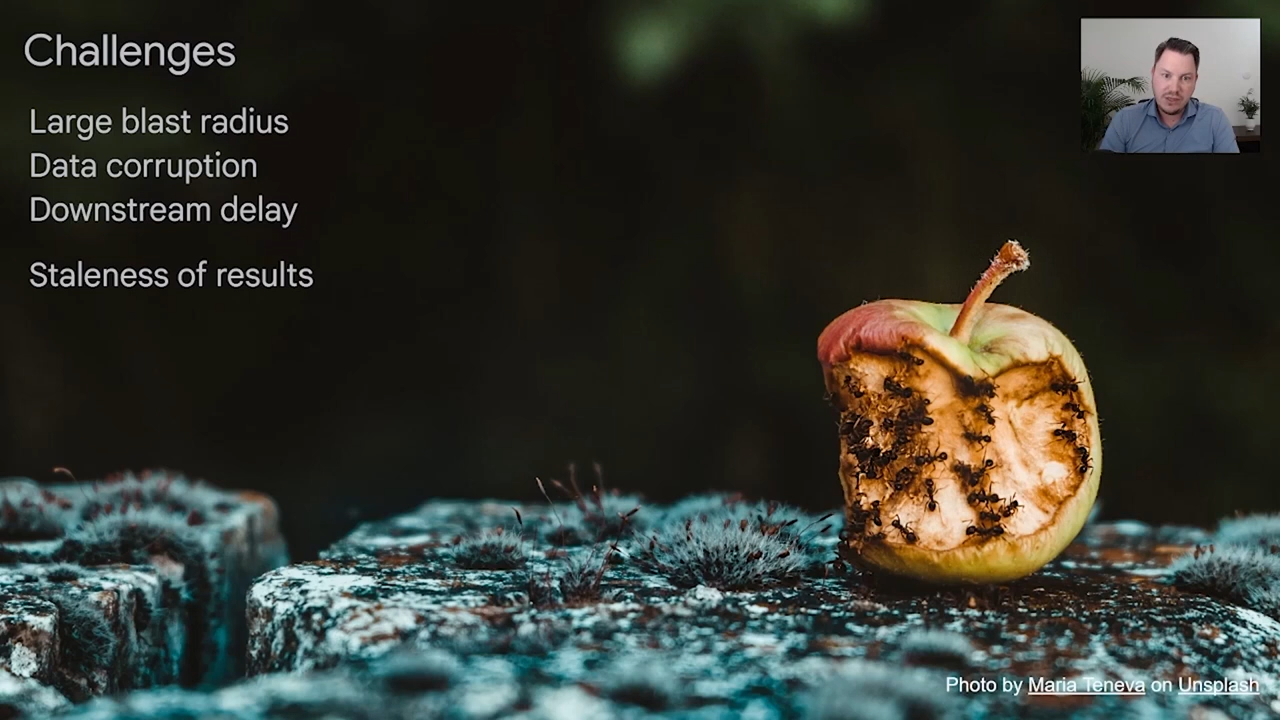 Challenges
Large blast radius
Data corruption
Downstream delay
Staleness of results
Photo by Maria Teneva on Unsplash